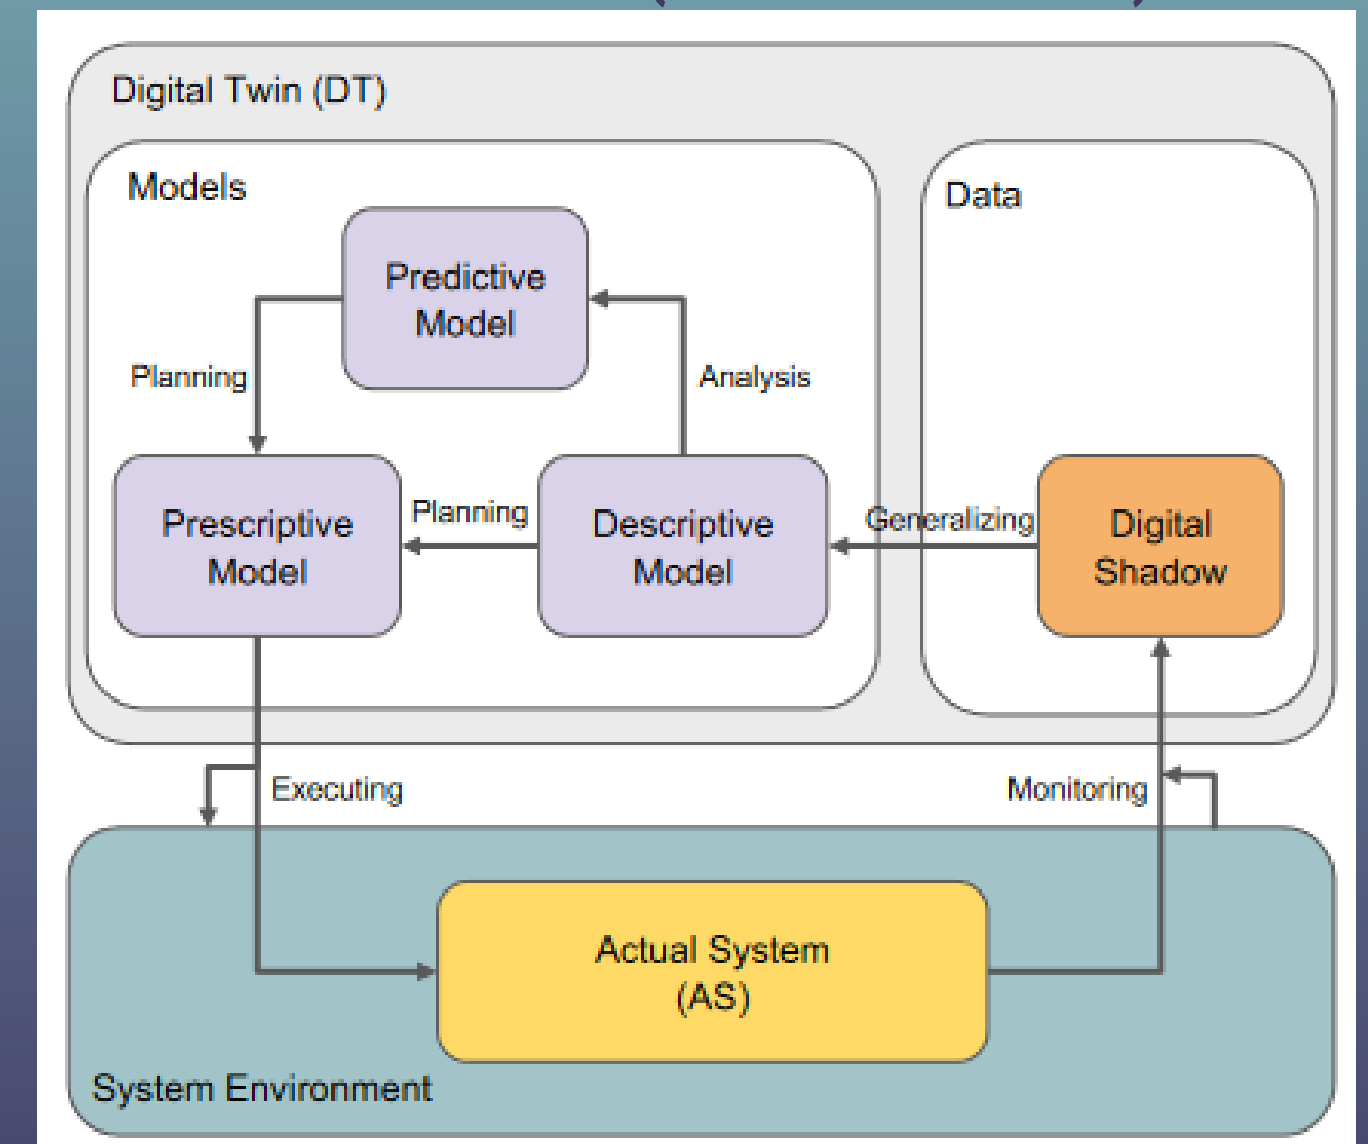 Digital Twin (DT)
Models
Data
Predictive
Model
Planning
Analysis
Prescriptive
Model
Planning
Descriptive
Model
Generalizing
Digital
Shadow
Executing
Monitoring
Actual System
(AS)
System Environment